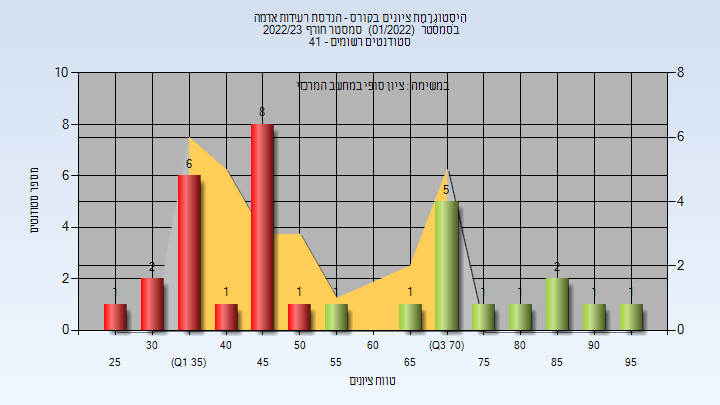 היסטוגרמת ציונים בקורס - הנדסת רעידות אדמה
בסמסטר (01/2022) סמסטר חורף 2022/23
סטודנטים רשומים - 41
במשימה : ציון סופי במחשב המרכזי
10 8
8 6
6 4
4 2
2 0
0
מספר סטודנטים
1 2 6 1 8 1 1 1 5 1 1 2 1 1
30 40 50 60 (Q3 70) 80 90
25 (Q1 35) 45 55 65 75 85 95
טווח ציונים